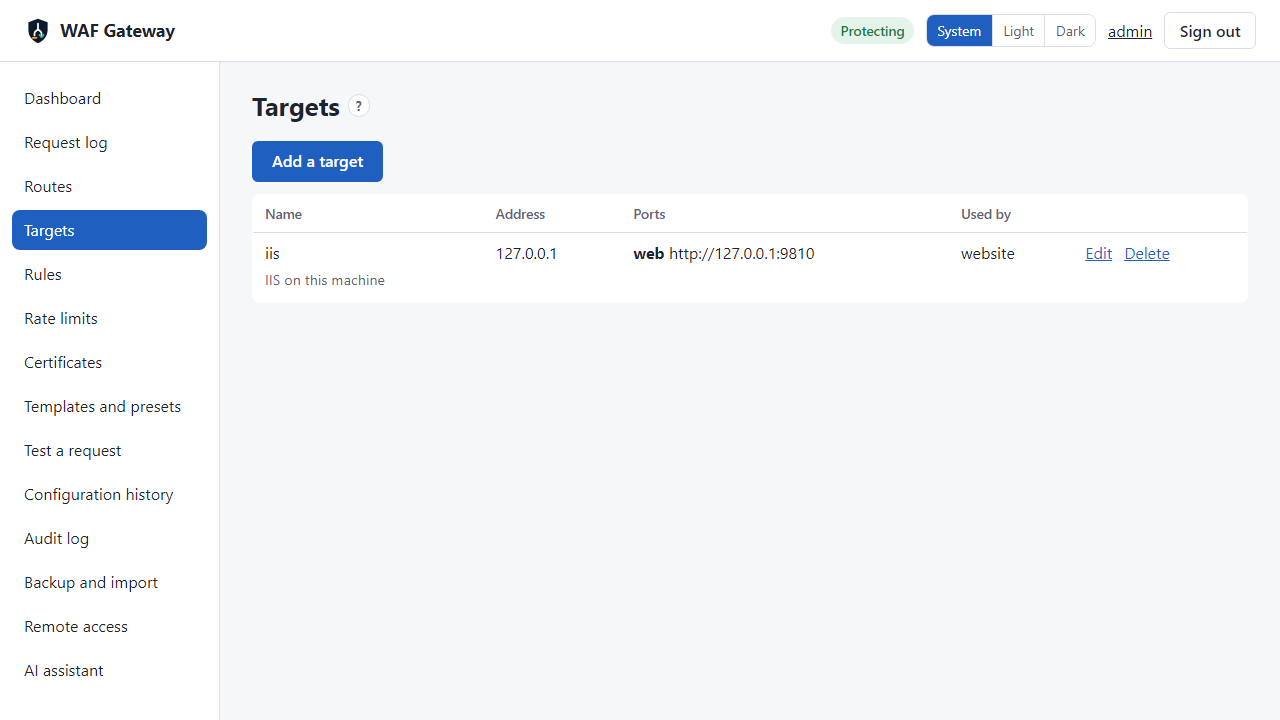 WAF Gateway
Protecting
System Light Dark
admin
Sign out
Dashboard
Request log
Routes
Targets
Rules
Rate limits
Certificates
Templates and presets
Test a request
Configuration history
Audit log
Backup and import
Remote access
AI assistant
Targets ?
Add a target
Name Address Ports Used by
iis 127.0.0.1 web http://127.0.0.1:9810 website Edit Delete
IIS on this machine